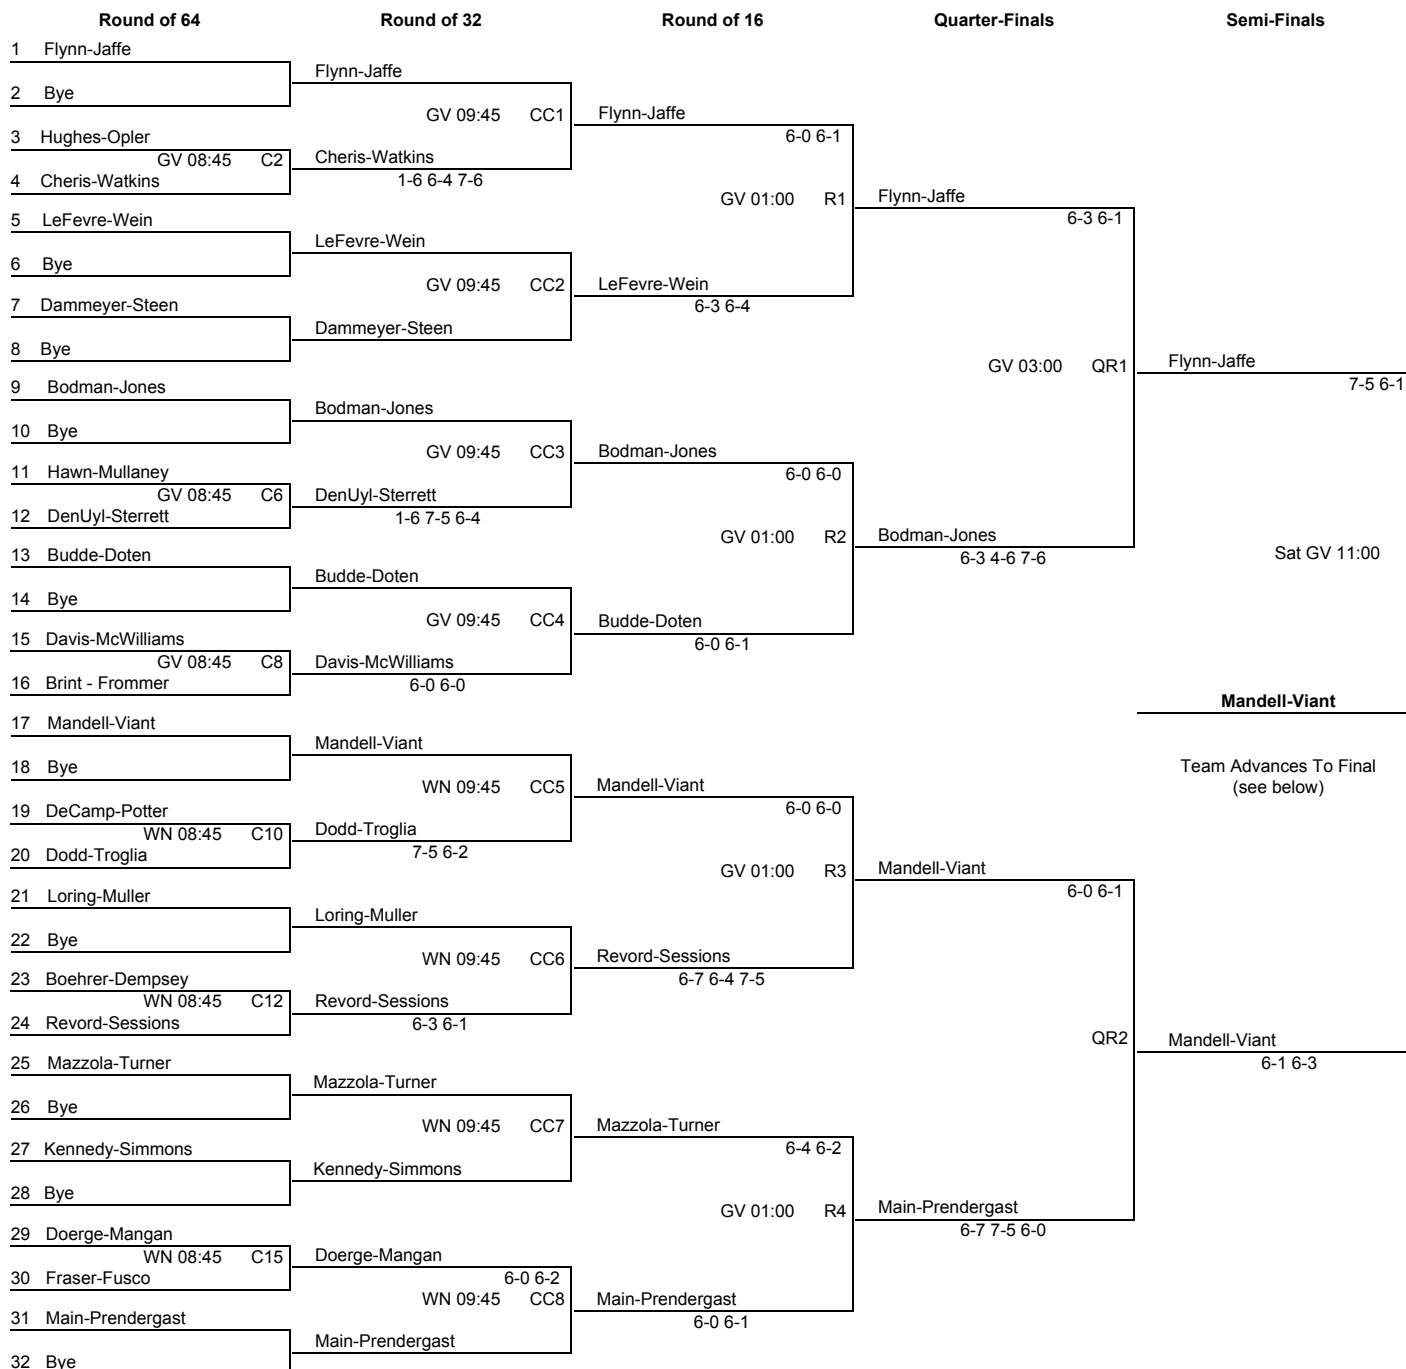 Round of 64 Round of 32 Round of 16 Quarter-Finals Semi-Finals
1 Flynn-Jaffe
Flynn-Jaffe
2 Bye
GV 09:45 CC1 Flynn-Jaffe
3 Hughes-Opler 6-0 6-1
GV 08:45 C2 Cheris-Watkins
4 Cheris-Watkins 1-6 6-4 7-6
GV 01:00 R1 Flynn-Jaffe
5 LeFevre-Wein 6-3 6-1
LeFevre-Wein
6 Bye
GV 09:45 CC2 LeFevre-Wein
7 Dammeyer-Steen 6-3 6-4
Dammeyer-Steen
8 Bye
GV 03:00 QR1 Flynn-Jaffe
9 Bodman-Jones 7-5 6-1
Bodman-Jones
10 Bye
GV 09:45 CC3 Bodman-Jones
11 Hawn-Mullaney 6-0 6-0
GV 08:45 C6 DenUyl-Sterrett
12 DenUyl-Sterrett 1-6 7-5 6-4
GV 01:00 R2 Bodman-Jones
13 Budde-Doten 6-3 4-6 7-6 Sat GV 11:00
Budde-Doten
14 Bye
GV 09:45 CC4 Budde-Doten
15 Davis-McWilliams 6-0 6-1
GV 08:45 C8 Davis-McWilliams
16 Brint - Frommer 6-0 6-0
Mandell-Viant
17 Mandell-Viant
Mandell-Viant
18 Bye Team Advances To Final
WN 09:45 CC5 Mandell-Viant (see below)
19 DeCamp-Potter 6-0 6-0
WN 08:45 C10 Dodd-Troglia
20 Dodd-Troglia 7-5 6-2
GV 01:00 R3 Mandell-Viant
21 Loring-Muller 6-0 6-1
Loring-Muller
22 Bye
WN 09:45 CC6 Revord-Sessions
23 Boehrer-Dempsey 6-7 6-4 7-5
WN 08:45 C12 Revord-Sessions
24 Revord-Sessions 6-3 6-1
QR2 Mandell-Viant
25 Mazzola-Turner 6-1 6-3
Mazzola-Turner
26 Bye
WN 09:45 CC7 Mazzola-Turner
27 Kennedy-Simmons 6-4 6-2
Kennedy-Simmons
28 Bye
GV 01:00 R4 Main-Prendergast
29 Doerge-Mangan 6-7 7-5 6-0
WN 08:45 C15 Doerge-Mangan
30 Fraser-Fusco 6-0 6-2
WN 09:45 CC8 Main-Prendergast
31 Main-Prendergast 6-0 6-1
Main-Prendergast
32 Bye